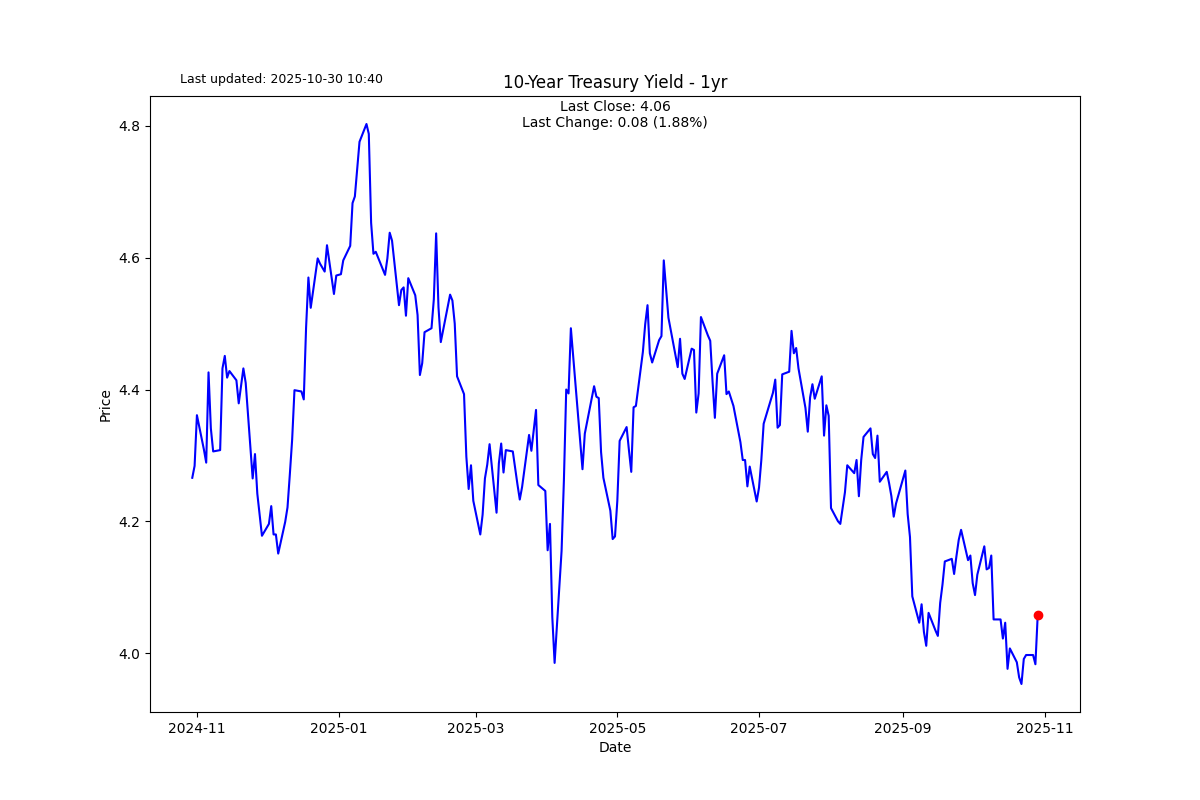 Last updated: 2025-10-30 10:40
10-Year Treasury Yield - 1yr
Last Close: 4.06
Last Change: 0.08 (1.88%)
4.8
4.6
4.4
4.2
4.0
Price
2024-11
2025-01
2025-03
2025-05
2025-07
2025-09
2025-11
Date